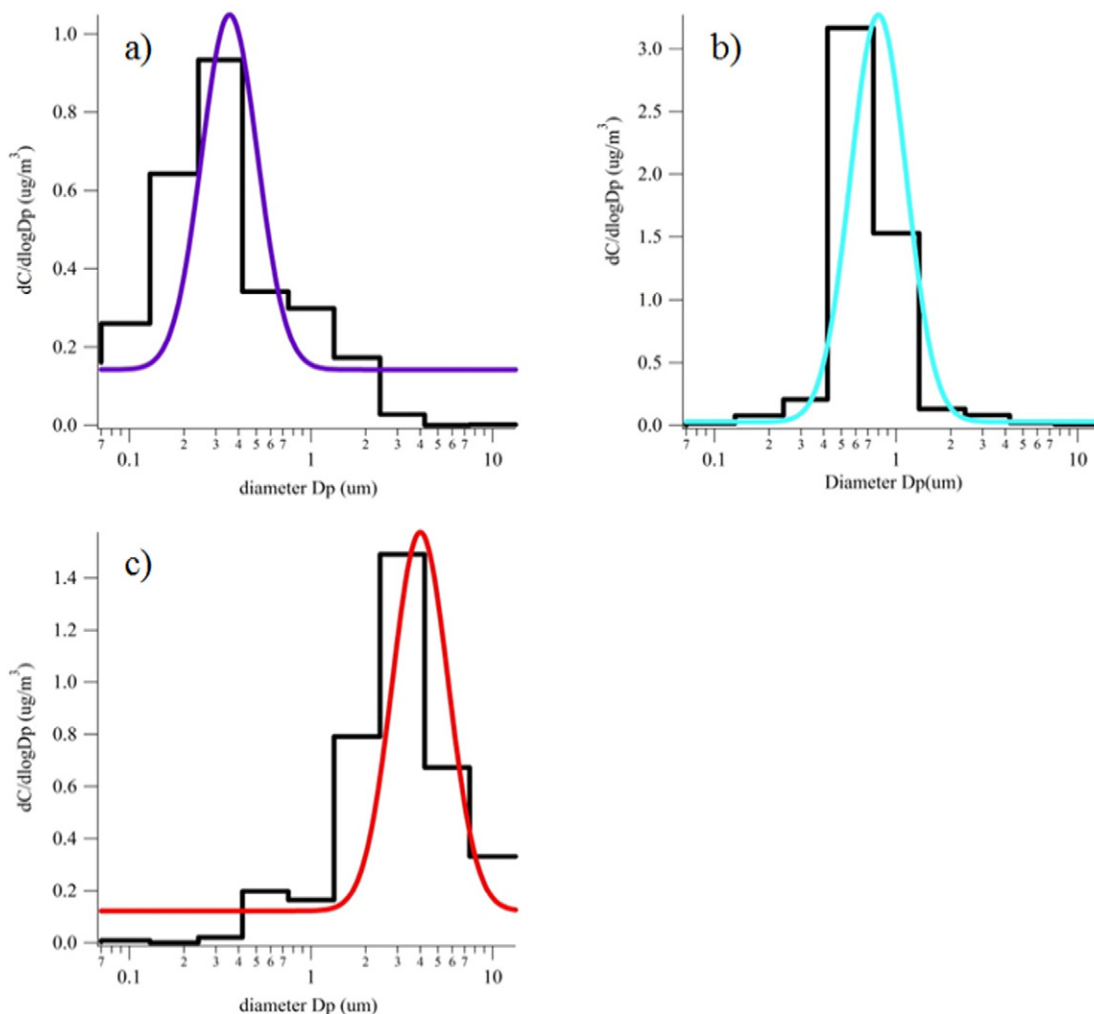 a)
dC/dlogDp (ug/m³)
1.0
0.8
0.6
0.4
0.2
0.0
7 2 3 4 5 6 7 2 3 4 5 6 7
0.1 1 10
diameter Dp (um)
b)
dC/dlogDp (ug/m³)
3.0
2.5
2.0
1.5
1.0
0.5
0.0
7 2 3 4 5 6 7 2 3 4 5 6 7
0.1 1 10
Diameter Dp(um)
c)
dC/dlogDp (ug/m³)
1.4
1.2
1.0
0.8
0.6
0.4
0.2
0.0
7 2 3 4 5 6 7 2 3 4 5 6 7
0.1 1 10
diameter Dp (um)